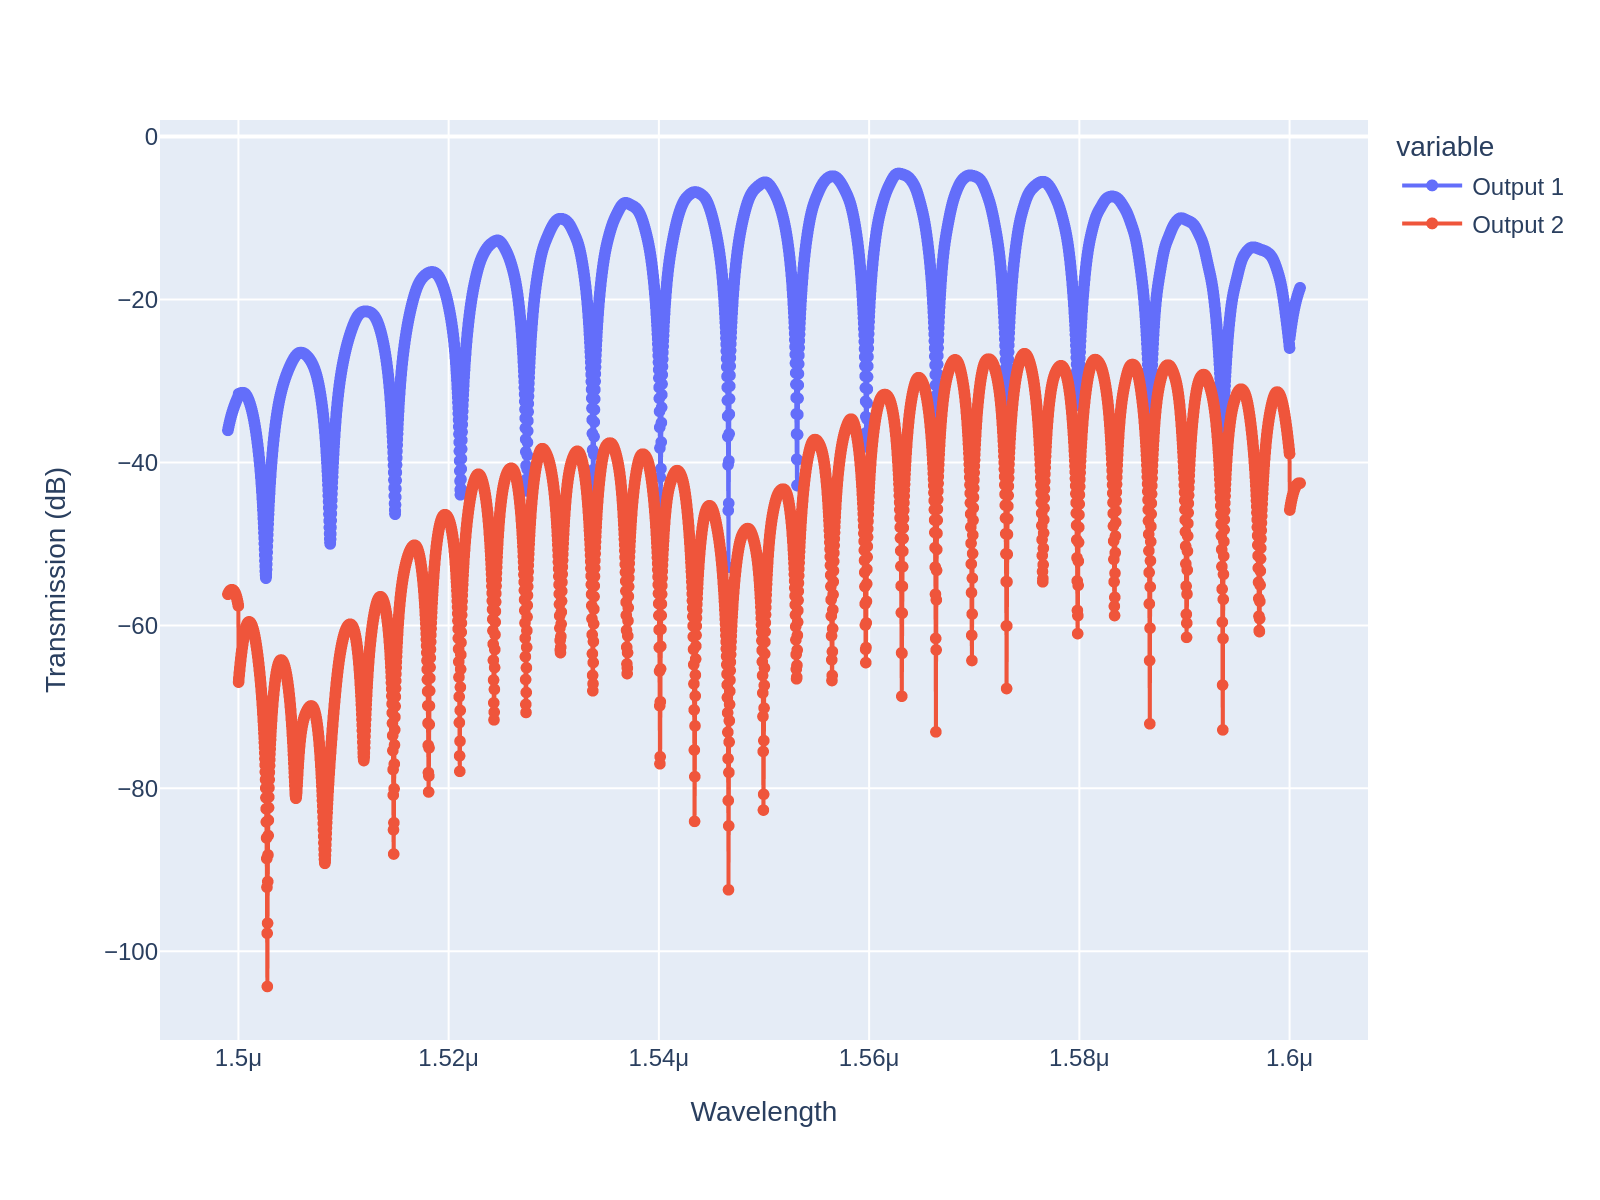 variable
Output 1
Output 2
Transmission (dB)
0
−20
−40
−60
−80
−100
1.5μ
1.52μ
1.54μ
1.56μ
1.58μ
1.6μ
Wavelength